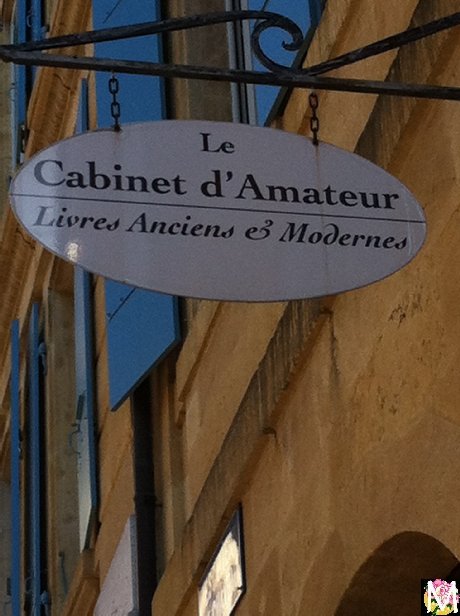 Le
Cabinet d'Amateur
Livres Anciens & Modernes